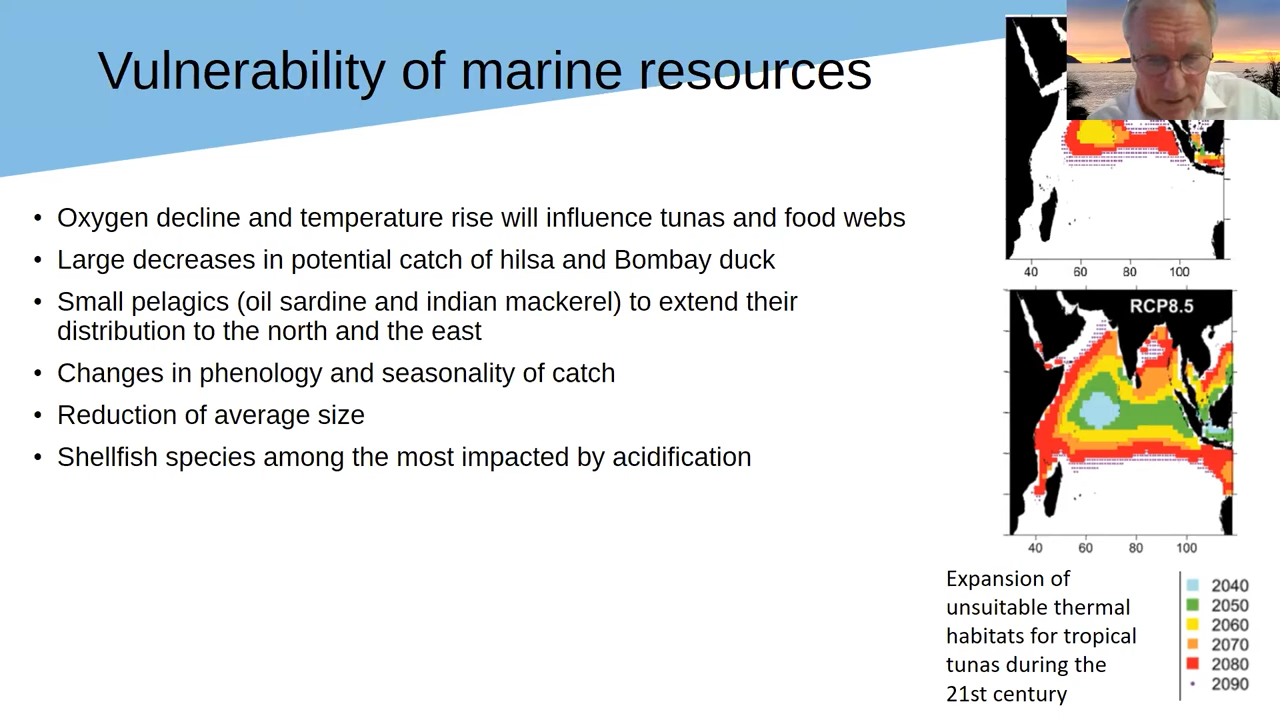 Vulnerability of marine resources
• Oxygen decline and temperature rise will influence tunas and food webs
• Large decreases in potential catch of hilsa and Bombay duck
• Small pelagics (oil sardine and indian mackerel) to extend their
distribution to the north and the east
• Changes in phenology and seasonality of catch
• Reduction of average size
• Shellfish species among the most impacted by acidification
40 60 80 100
RCP8.5
40 60 80 100
Expansion of
unsuitable thermal
habitats for tropical
tunas during the
21st century
2040
2050
2060
2070
2080
2090